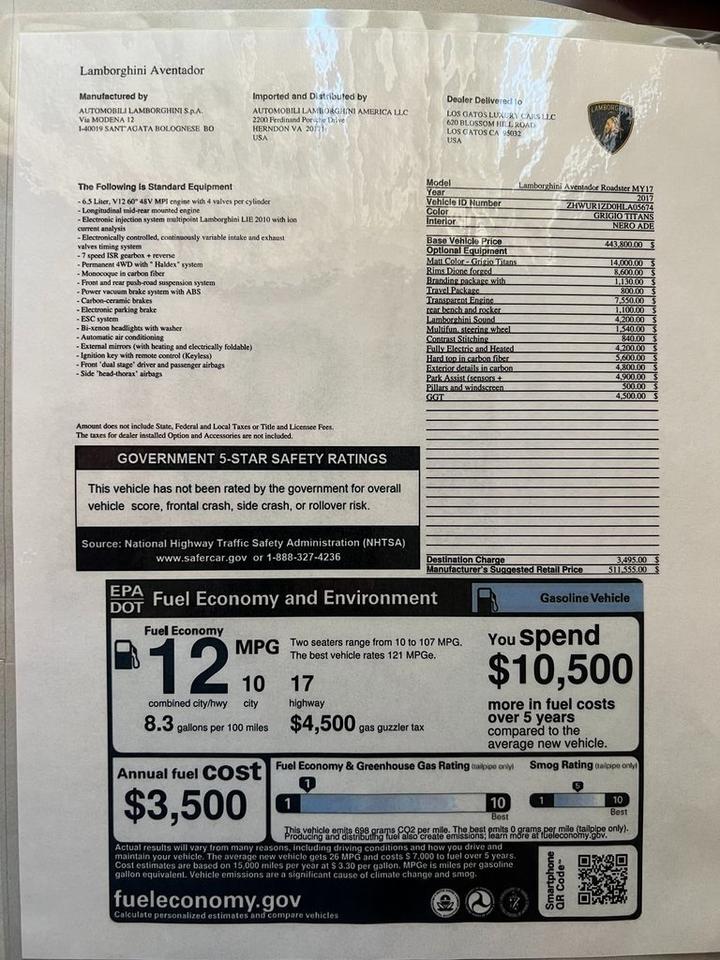 Lamborghini Aventador
Manufactured by
AUTOMOBILI LAMBORGHINI S.p.A.
Via MODENA 12
I-40019 SANT'AGATA BOLOGNESE BO
Imported and Distributed by
AUTOMOBILI LAMBORGHINI AMERICA LLC
2200 Ferdinand Porsche Drive
HERNDON VA 20171
USA
Dealer Delivered to
LOS GATOS LUXURY CARS LLC
620 BLOSSOM HILL ROAD
LOS GATOS CA 95032
USA
LAMBORGHINI
The Following is Standard Equipment
- 6.5 Liter, V12 60° 48V MPI engine with 4 valves per cylinder
- Longitudinal mid-rear mounted engine
- Electronic injection system multipoint Lamborghini LIE 2010 with ion
current analysis
- Electronically controlled, continuously variable intake and exhaust
valves timing system
- 7 speed ISR gearbox + reverse
- Permanent 4WD with " Haldex" system
- Monocoque in carbon fiber
- Front and rear push-road suspension system
- Power vacuum brake system with ABS
- Carbon-ceramic brakes
- Electronic parking brake
- ESC system
- Bi-xenon headlights with washer
- Automatic air conditioning
- External mirrors (with heating and electrically foldable)
- Ignition key with remote control (Keyless)
- Front 'dual stage' driver and passenger airbags
- Side 'head-thorax' airbags
Model Lamborghini Aventador Roadster MY17
Year 2017
Vehicle ID Number ZHWUR1ZD0HLA05674
Color GRIGIO TITANS
Interior NERO ADE
Base Vehicle Price 443,800.00 $
Optional Equipment
Matt Color - Grigio Titans 14,000.00 $
Rims Dione forged 8,600.00 $
Branding package with 1,130.00 $
Travel Package 800.00 $
Transparent Engine 7,550.00 $
rear bench and rocker 1,100.00 $
Lamborghini Sound 4,200.00 $
Multifun. steering wheel 1,540.00 $
Contrast Stitching 840.00 $
Fully Electric and Heated 4,200.00 $
Hard top in carbon fiber 5,600.00 $
Exterior details in carbon 4,800.00 $
Park Assist (sensors + 4,900.00 $
Pillars and windscreen 500.00 $
GGT 4,500.00 $
Amount does not include State, Federal and Local Taxes or Title and Licensee Fees.
The taxes for dealer installed Option and Accessories are not included.
GOVERNMENT 5-STAR SAFETY RATINGS
This vehicle has not been rated by the government for overall
vehicle score, frontal crash, side crash, or rollover risk.
Source: National Highway Traffic Safety Administration (NHTSA)
www.safercar.gov or 1-888-327-4236
Destination Charge 3,495.00 $
Manufacturer's Suggested Retail Price 511,555.00 $
EPA
DOT
Fuel Economy and Environment
Gasoline Vehicle
Fuel Economy
12 MPG
combined city/hwy
10
city
17
highway
8.3 gallons per 100 miles
$4,500 gas guzzler tax
Two seaters range from 10 to 107 MPG.
The best vehicle rates 121 MPGe.
You spend
$10,500
more in fuel costs
over 5 years
compared to the
average new vehicle.
Annual fuel cost
$3,500
Fuel Economy & Greenhouse Gas Rating (tailpipe only)
1
1 10
Best
Smog Rating (tailpipe only)
5
1 10
Best
This vehicle emits 698 grams CO2 per mile. The best emits 0 grams per mile (tailpipe only).
Producing and distributing fuel also create emissions; learn more at fueleconomy.gov.
Actual results will vary from many reasons, including driving conditions and how you drive and
maintain your vehicle. The average new vehicle gets 26 MPG and costs $ 7,000 to fuel over 5 years.
Cost estimates are based on 15,000 miles per year at $ 3.30 per gallon. MPGe is miles per gasoline
gallon equivalent. Vehicle emissions are a significant cause of climate change and smog.
fueleconomy.gov
Calculate personalized estimates and compare vehicles
Smartphone
QR Code™